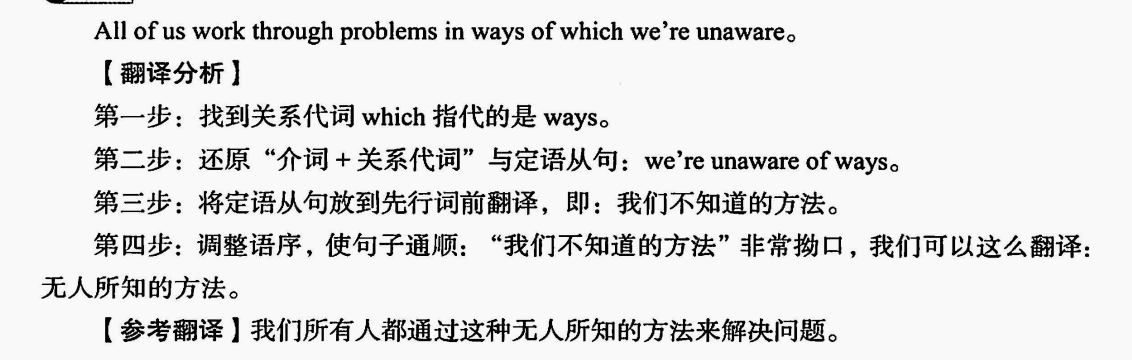 All of us work through problems in ways of which we're unaware。
【翻译分析】
第一步：找到关系代词 which 指代的是 ways。
第二步：还原“介词 + 关系代词”与定语从句：we're unaware of ways。
第三步：将定语从句放到先行词前翻译，即：我们不知道的方法。
第四步：调整语序，使句子通顺：“我们不知道的方法”非常拗口，我们可以这么翻译：
无人所知的方法。
【参考翻译】我们所有人都通过这种无人所知的方法来解决问题。